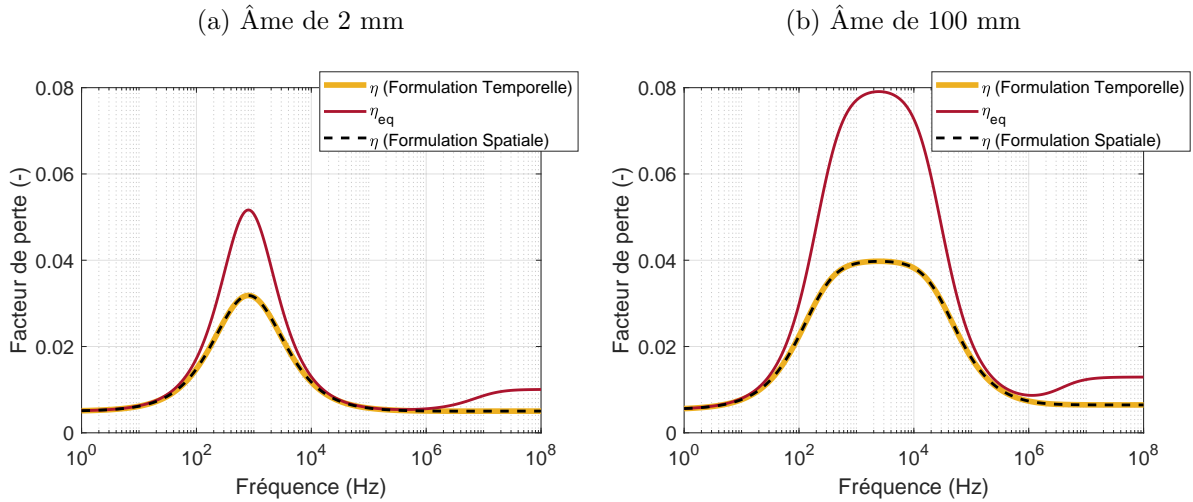 (a) Âme de 2 mm
η (Formulation Temporelle)
ηeq
η (Formulation Spatiale)
Facteur de perte (-)
0.08
0.06
0.04
0.02
0
10^0 10^2 10^4 10^6 10^8
Fréquence (Hz)
(b) Âme de 100 mm
η (Formulation Temporelle)
ηeq
η (Formulation Spatiale)
Facteur de perte (-)
0.08
0.06
0.04
0.02
0
10^0 10^2 10^4 10^6 10^8
Fréquence (Hz)